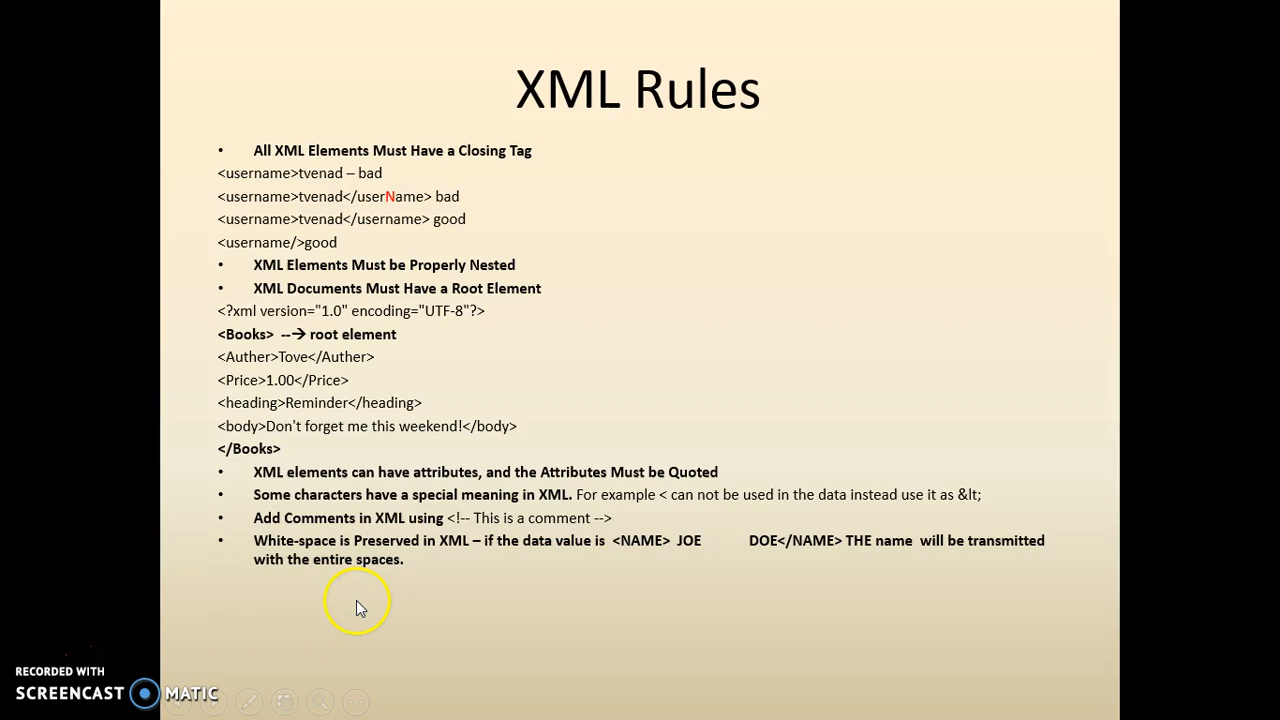 XML Rules
• All XML Elements Must Have a Closing Tag
<username>tvenad – bad
<username>tvenad</userName> bad
<username>tvenad</username> good
<username/>good
• XML Elements Must be Properly Nested
• XML Documents Must Have a Root Element
<?xml version="1.0" encoding="UTF-8"?>
<Books> --→ root element
<Auther>Tove</Auther>
<Price>1.00</Price>
<heading>Reminder</heading>
<body>Don't forget me this weekend!</body>
</Books>
• XML elements can have attributes, and the Attributes Must be Quoted
• Some characters have a special meaning in XML. For example < can not be used in the data instead use it as &lt;
• Add Comments in XML using <!-- This is a comment -->
• White-space is Preserved in XML – if the data value is <NAME> JOE DOE</NAME> THE name will be transmitted
with the entire spaces.
RECORDED WITH
SCREENCAST MATIC